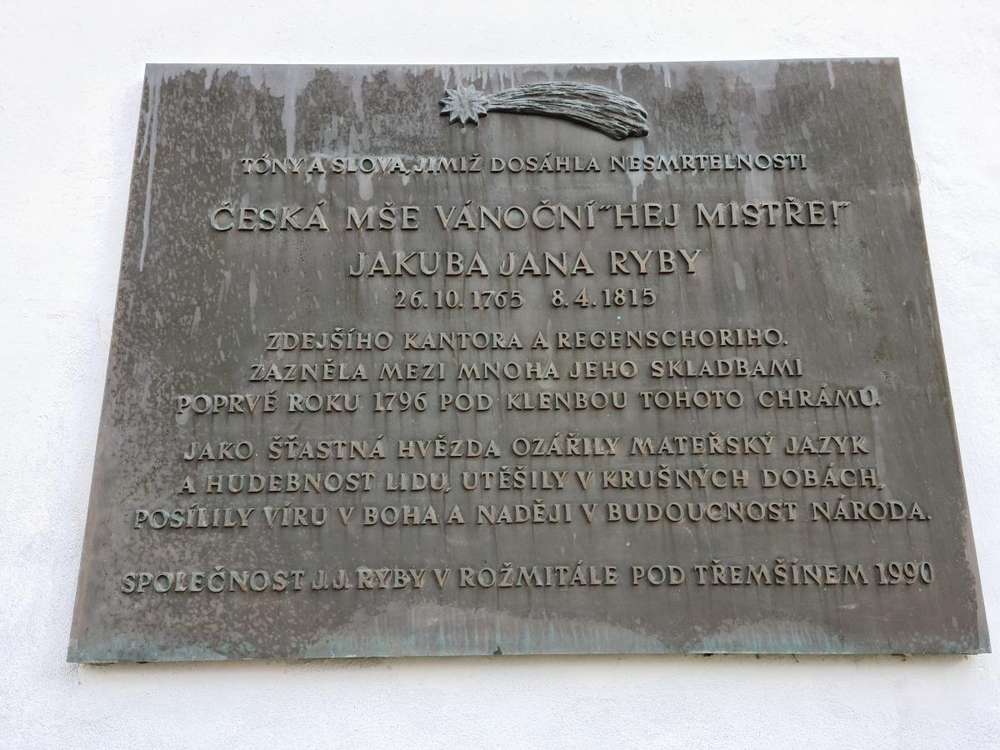 TÓNY A SLOVA, JIMIŽ DOSÁHLA NESMRTELNOSTI
ČESKÁ MŠE VÁNOČNÍ "HEJ MISTŘE!"
JAKUBA JANA RYBY
26.10.1765 8.4.1815
ZDEJŠÍHO KANTORA A REGENSCHORIHO.
ZAZNĚLA MEZI MNOHA JEHO SKLADBAMI
POPRVÉ ROKU 1796 POD KLENBOU TOHOTO CHRÁMU.
JAKO ŠŤASTNÁ HVĚZDA OZÁŘILY MATEŘSKÝ JAZYK
A HUDEBNOST LIDU, UTĚŠILY V KRUŠNÝCH DOBÁCH,
POSÍLILY VÍRU V BOHA A NADĚJI V BUDOUCNOST NÁRODA.
SPOLEČNOST J.J. RYBY V ROŽMITÁLE POD TŘEMŠÍNEM 1990